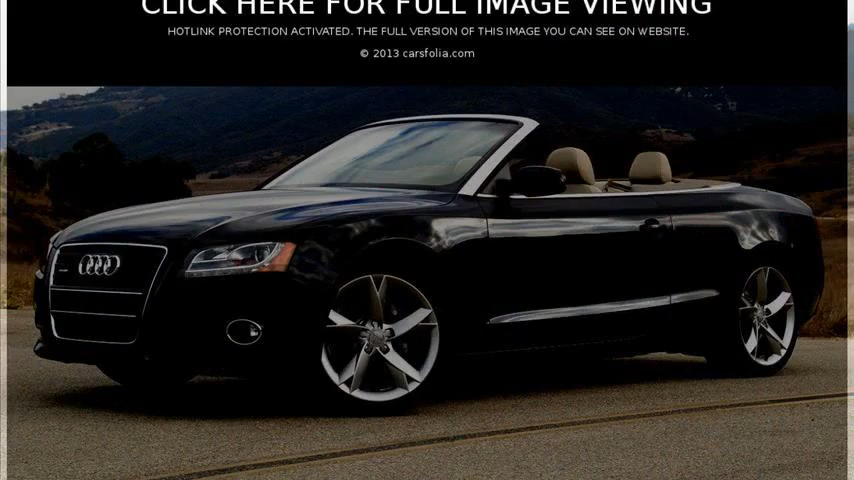 CLICK HERE FOR FULL IMAGE VIEWING
HOTLINK PROTECTION ACTIVATED. THE FULL VERSION OF THIS IMAGE YOU CAN SEE ON WEBSITE.
© 2013 carsfolia.com